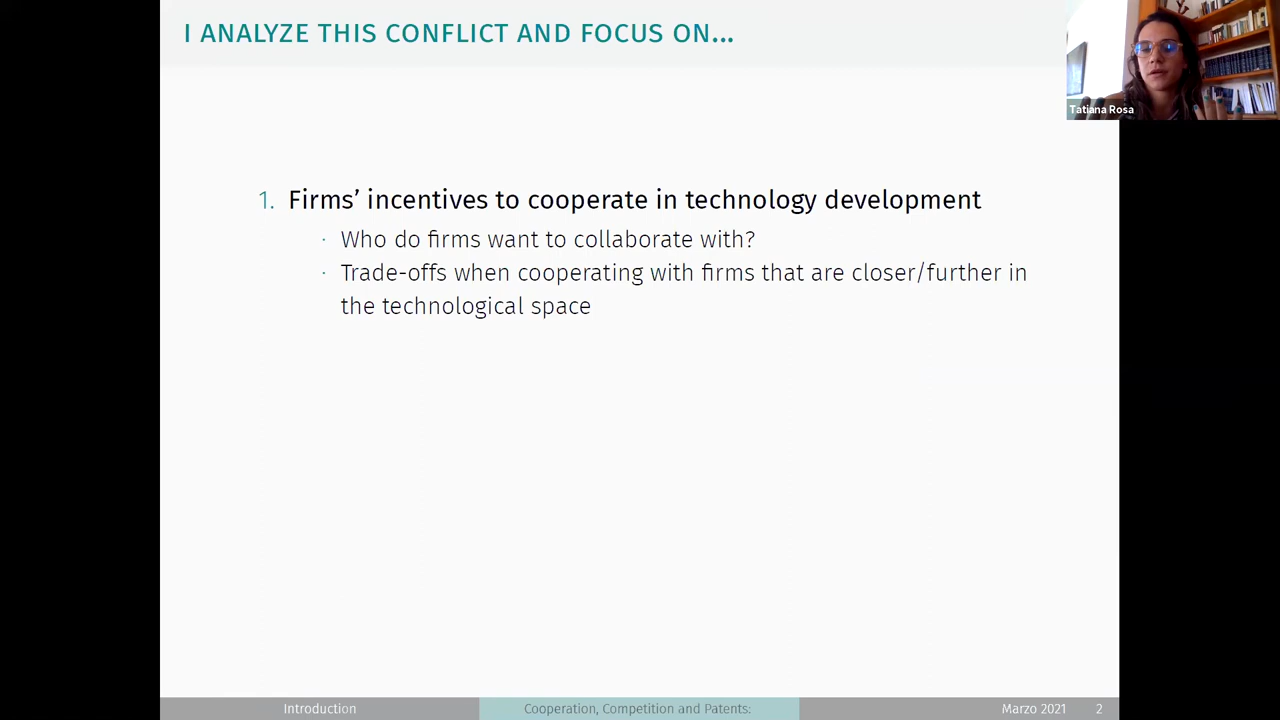 I ANALYZE THIS CONFLICT AND FOCUS ON...
Tatiana Rosa
1. Firms’ incentives to cooperate in technology development
· Who do firms want to collaborate with?
· Trade-offs when cooperating with firms that are closer/further in
the technological space
Introduction
Cooperation, Competition and Patents:
Marzo 2021
2